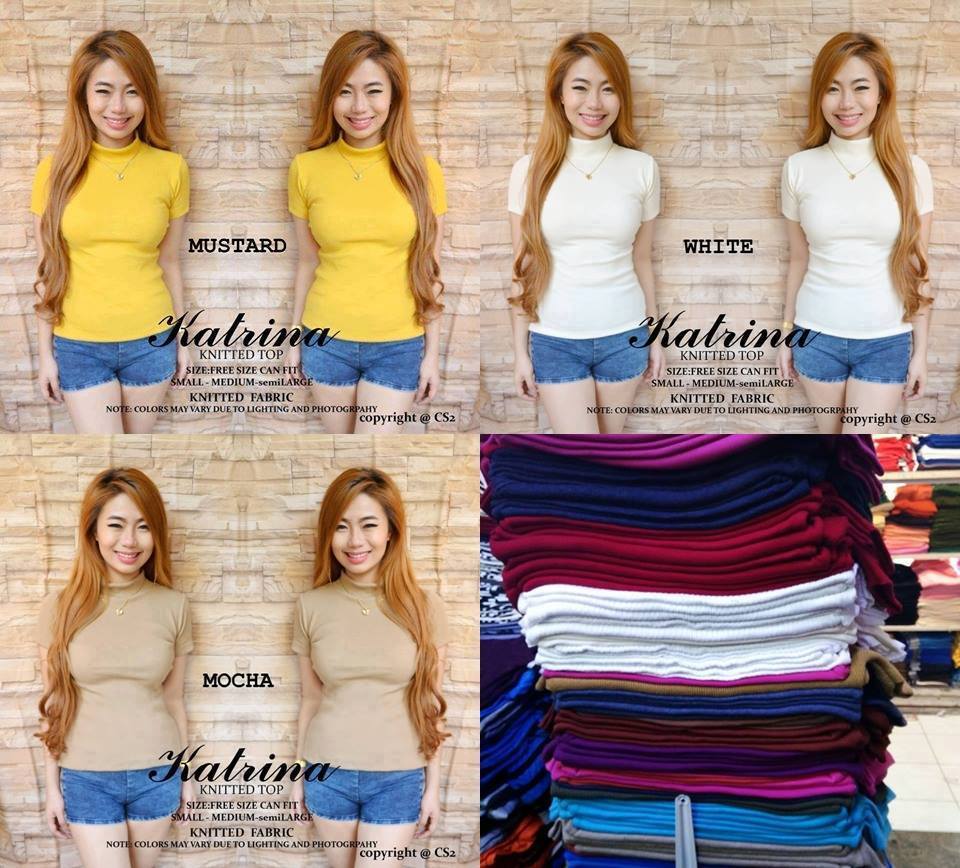 MUSTARD
Katrina
KNITTED TOP
SIZE:FREE SIZE CAN FIT
SMALL - MEDIUM-semiLARGE
KNITTED FABRIC
NOTE: COLORS MAY VARY DUE TO LIGHTING AND PHOTOGRPAHY
copyright @ CS2
WHITE
Katrina
KNITTED TOP
SIZE:FREE SIZE CAN FIT
SMALL - MEDIUM-semiLARGE
KNITTED FABRIC
NOTE: COLORS MAY VARY DUE TO LIGHTING AND PHOTOGRPAHY
copyright @ CS2
MOCHA
Katrina
KNITTED TOP
SIZE:FREE SIZE CAN FIT
SMALL - MEDIUM-semiLARGE
KNITTED FABRIC
NOTE: COLORS MAY VARY DUE TO LIGHTING AND PHOTOGRPAHY
copyright @ CS2